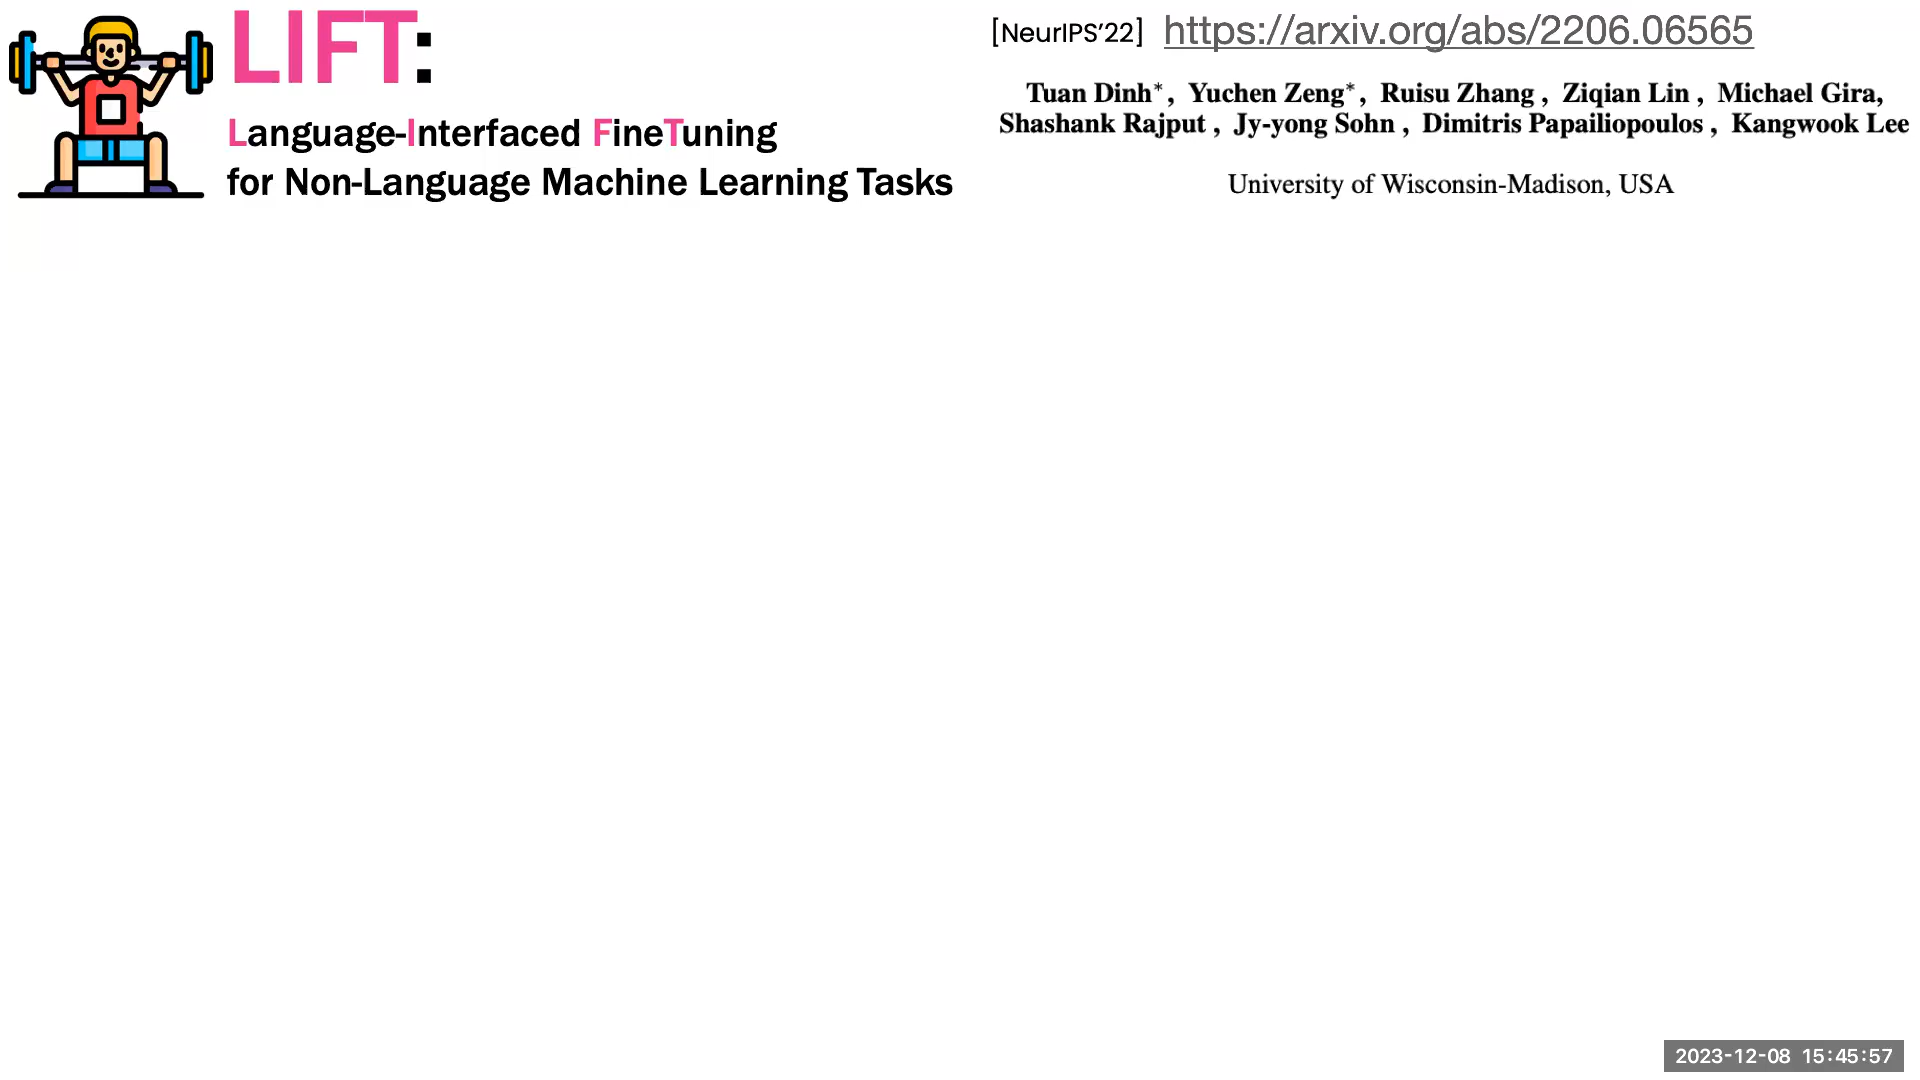 LIFT:
Language-Interfaced FineTuning
for Non-Language Machine Learning Tasks
[NeurIPS'22] https://arxiv.org/abs/2206.06565
Tuan Dinh*, Yuchen Zeng*, Ruisu Zhang, Ziqian Lin, Michael Gira,
Shashank Rajput, Jy-yong Sohn, Dimitris Papailiopoulos, Kangwook Lee
University of Wisconsin-Madison, USA
2023-12-08 15:45:57